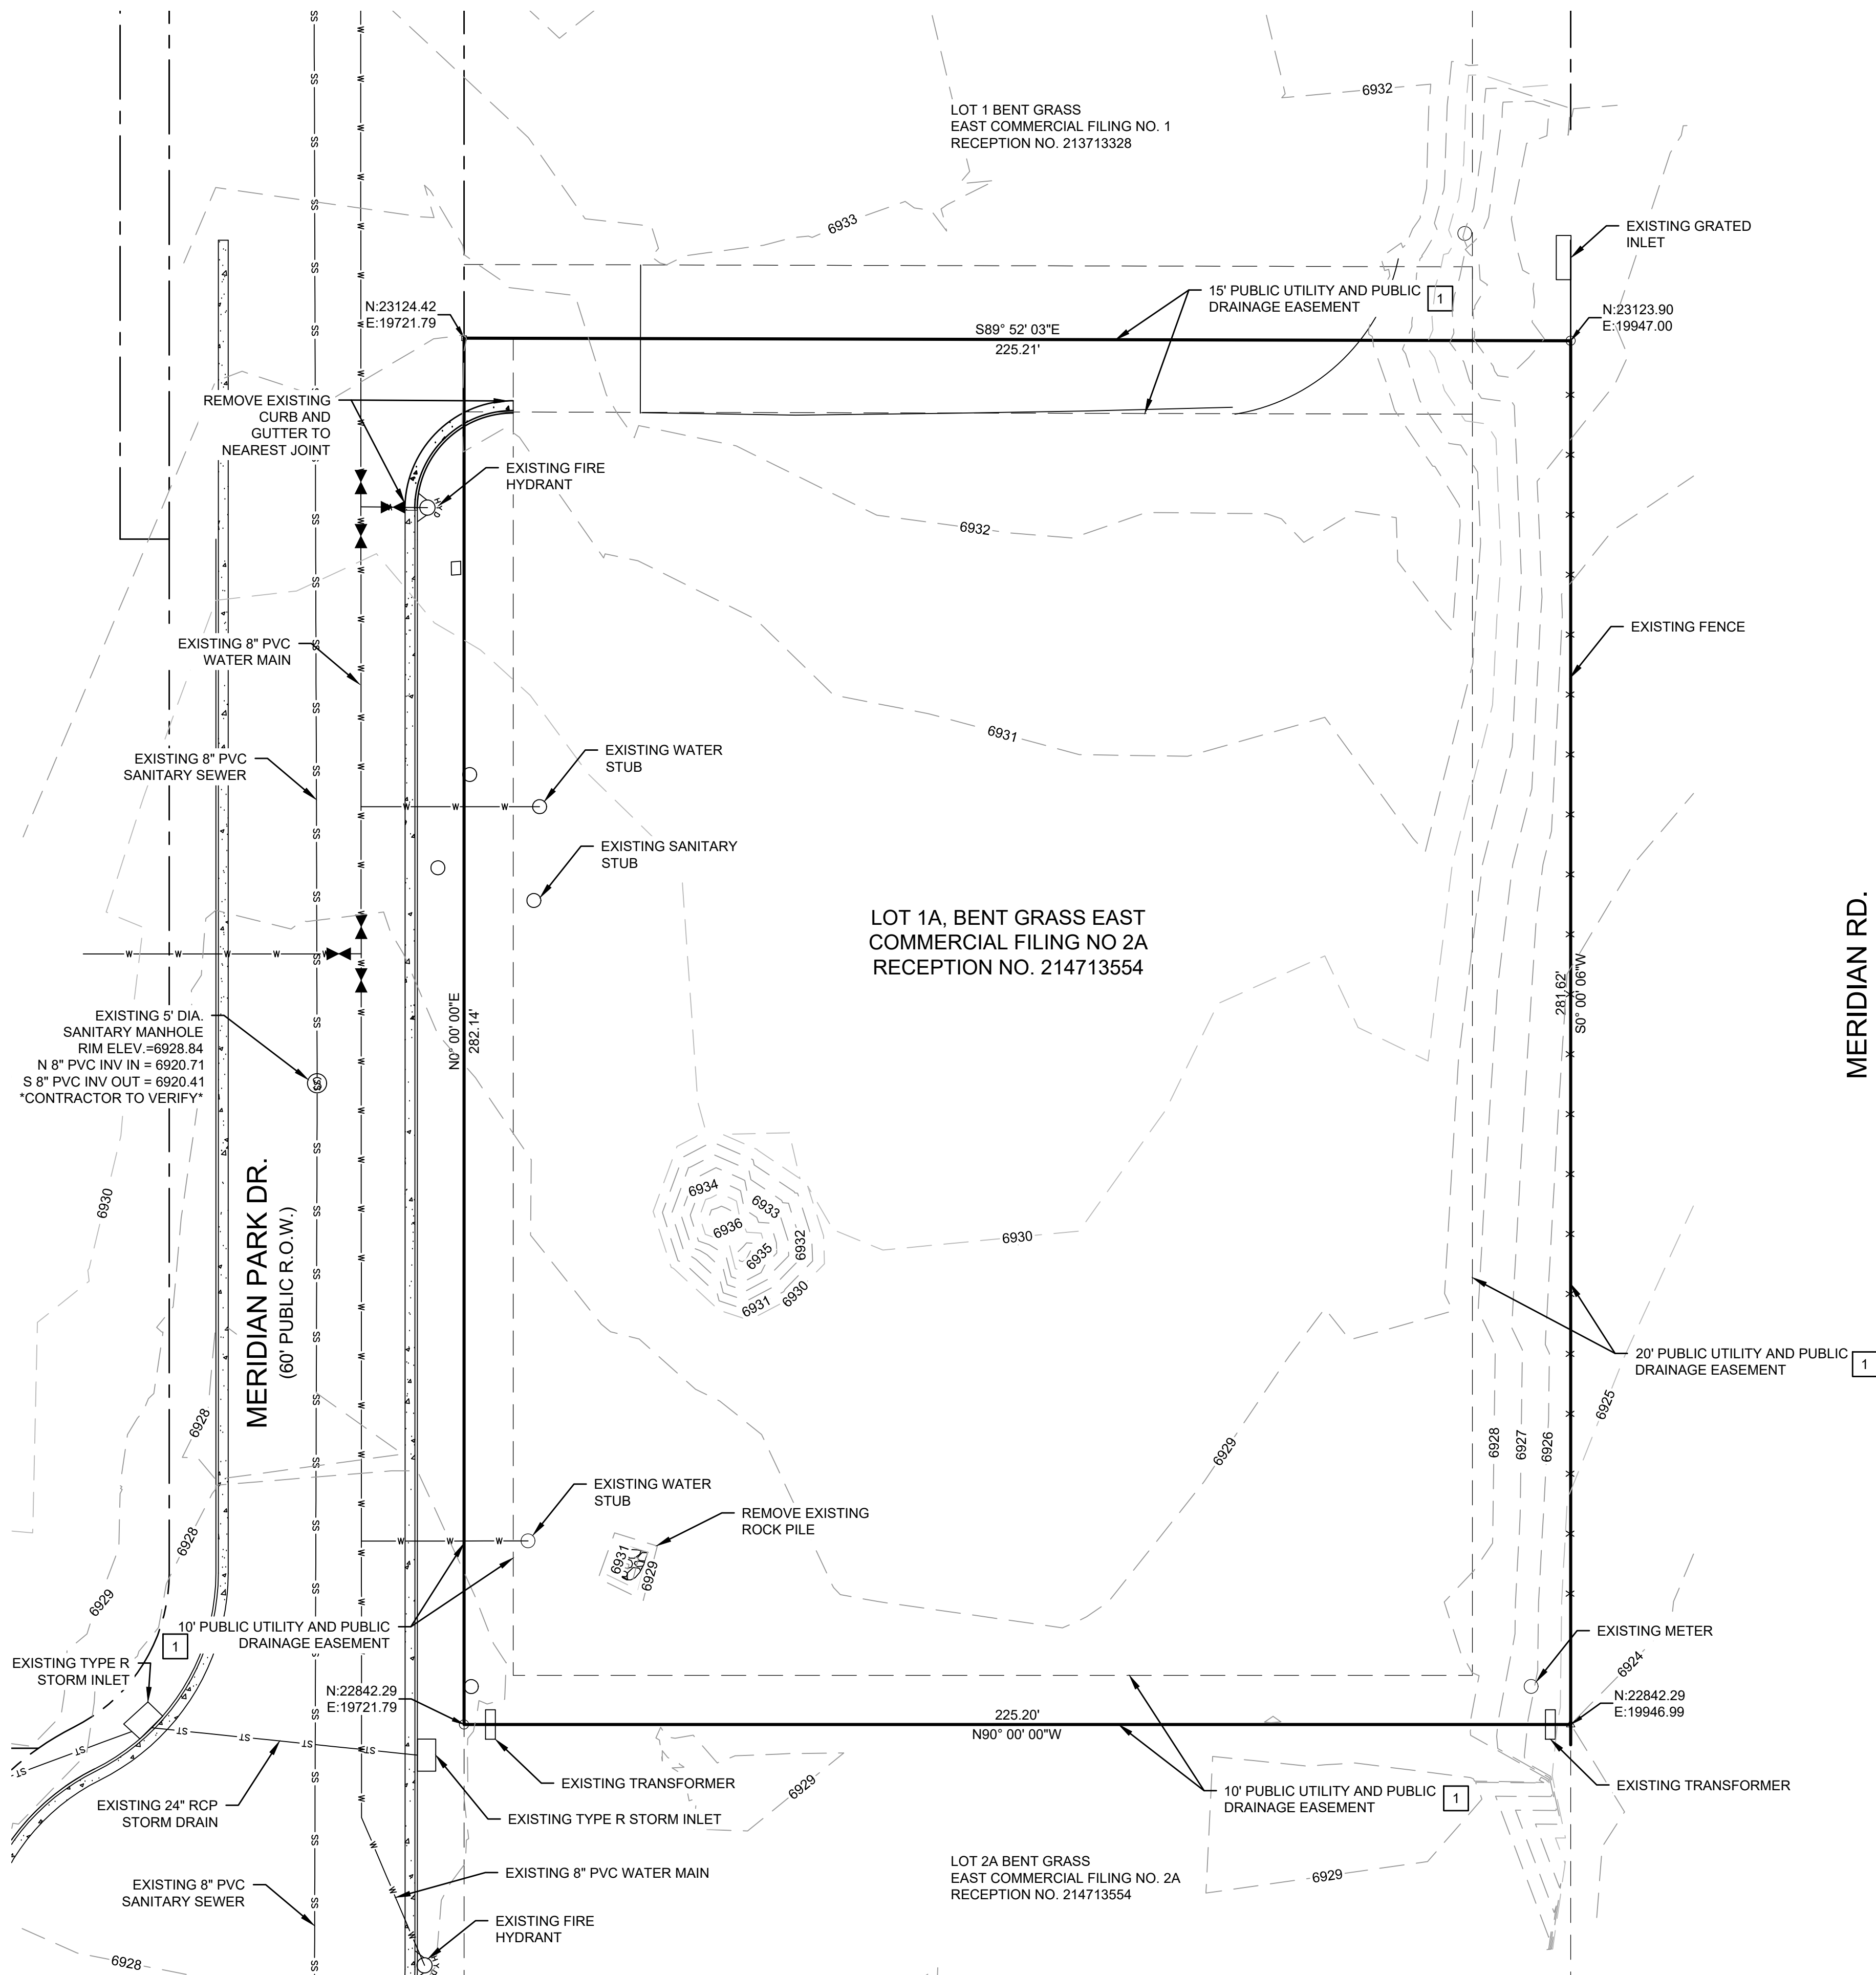 6932
LOT 1 BENT GRASS
EAST COMMERCIAL FILING NO. 1
RECEPTION NO. 213713328
6933
EXISTING GRATED
INLET
15' PUBLIC UTILITY AND PUBLIC
DRAINAGE EASEMENT
1
N:23124.42
E:19721.79
N:23123.90
E:19947.00
S89° 52' 03"E
225.21'
REMOVE EXISTING
CURB AND
GUTTER TO
NEAREST JOINT
EXISTING FIRE
HYDRANT
HYD
6932
EXISTING FENCE
EXISTING 8" PVC
WATER MAIN
6931
EXISTING WATER
STUB
EXISTING 8" PVC
SANITARY SEWER
EXISTING SANITARY
STUB
LOT 1A, BENT GRASS EAST
COMMERCIAL FILING NO 2A
RECEPTION NO. 214713554
MERIDIAN RD.
N0° 00' 00"E
282.14'
281.62'
S0° 00' 06"W
EXISTING 5' DIA.
SANITARY MANHOLE
RIM ELEV.=6928.84
N 8" PVC INV IN = 6920.71
S 8" PVC INV OUT = 6920.41
*CONTRACTOR TO VERIFY*
SS
W
6930
MERIDIAN PARK DR.
(60' PUBLIC R.O.W.)
6934
6933
6936
6935
6932
6931
6930
6930
20' PUBLIC UTILITY AND PUBLIC
DRAINAGE EASEMENT
1
6925
6928
6929
6928
6927
6926
EXISTING WATER
STUB
REMOVE EXISTING
ROCK PILE
6931
6929
6928
6929
10' PUBLIC UTILITY AND PUBLIC
DRAINAGE EASEMENT
1
EXISTING TYPE R
STORM INLET
EXISTING METER
6924
N:22842.29
E:19721.79
N:22842.29
E:19946.99
225.20'
N90° 00' 00"W
ST
EXISTING TRANSFORMER
6929
10' PUBLIC UTILITY AND PUBLIC
DRAINAGE EASEMENT
1
EXISTING TRANSFORMER
EXISTING 24" RCP
STORM DRAIN
EXISTING TYPE R STORM INLET
EXISTING 8" PVC WATER MAIN
LOT 2A BENT GRASS
EAST COMMERCIAL FILING NO. 2A
RECEPTION NO. 214713554
6929
EXISTING 8" PVC
SANITARY SEWER
EXISTING FIRE
HYDRANT
HYD
6928